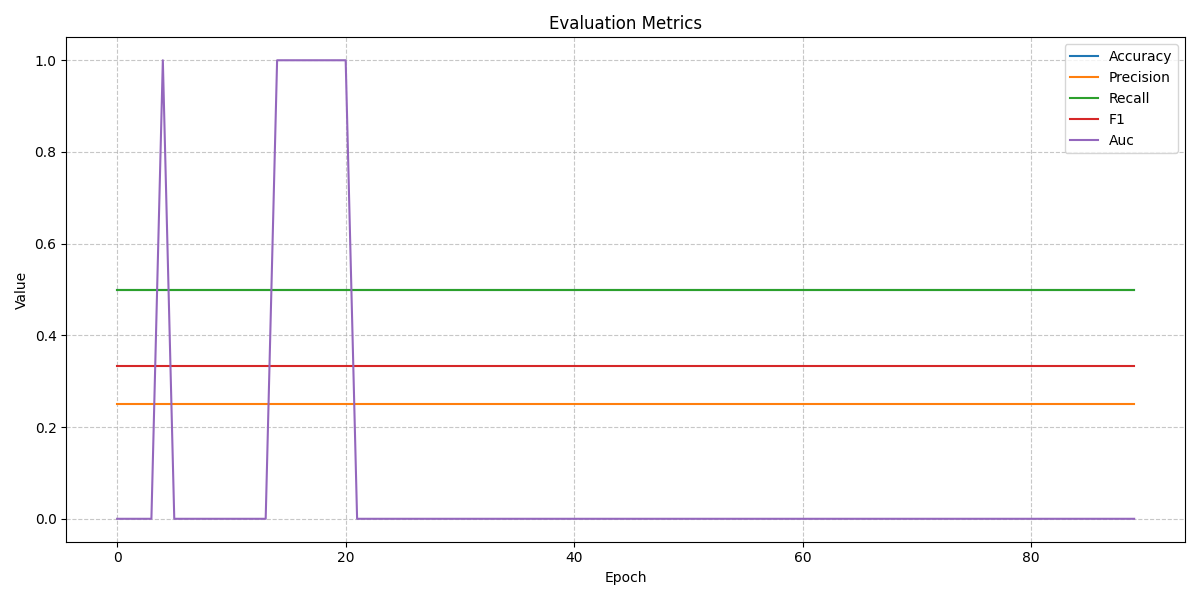 Evaluation Metrics
Accuracy
Precision
Recall
F1
Auc
Value
1.0
0.8
0.6
0.4
0.2
0.0
0 20 40 60 80
Epoch